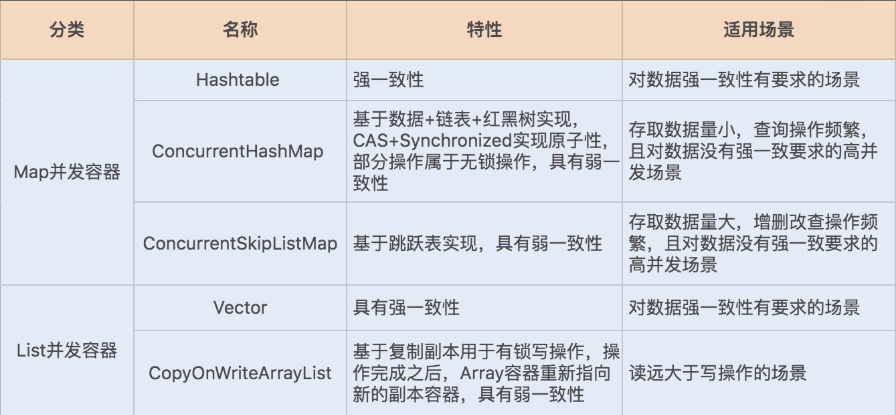 分类 名称 特性 适用场景
Map并发容器
Hashtable 强一致性 对数据强一致性有要求的场景
ConcurrentHashMap
基于数据+链表+红黑树实现，
CAS+Synchronized实现原子性，
部分操作属于无锁操作，具有弱一
致性
存取数据量小，查询操作频繁，
且对数据没有强一致要求的高并
发场景
ConcurrentSkipListMap
基于跳跃表实现，具有弱一致性
存取数据量大，增删改查操作频
繁，且对数据没有强一致要求的
高并发场景
List并发容器
Vector 具有强一致性 对数据强一致性有要求的场景
CopyOnWriteArrayList
基于复制副本用于有锁写操作，操
作完成之后，Array容器重新指向
新的副本容器，具有弱一致性
读远大于写操作的场景